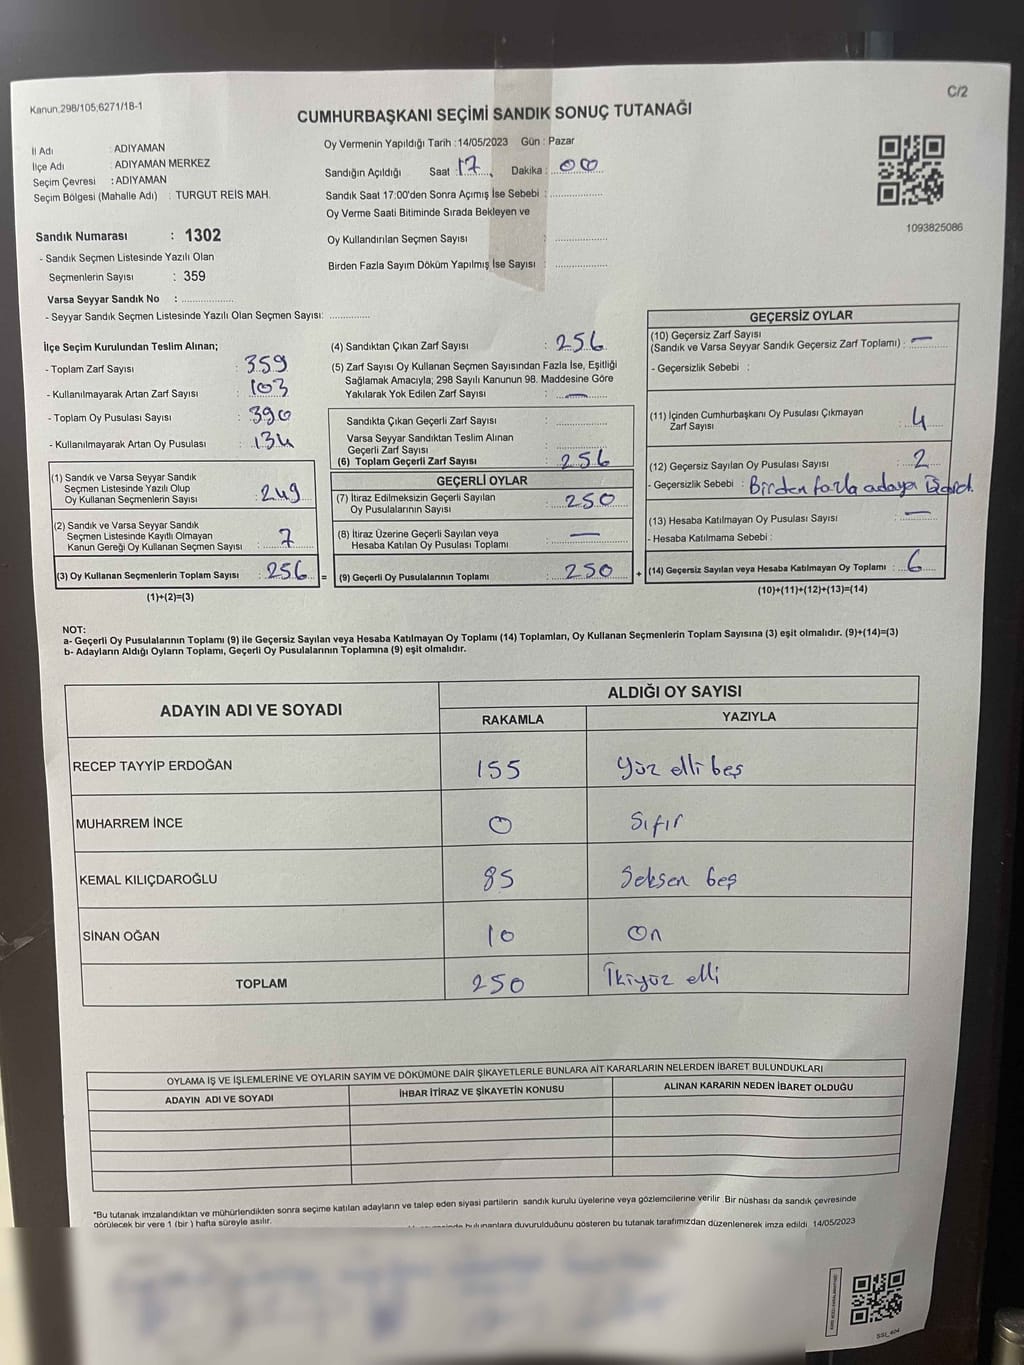 Kanun.298/105,6271/18-1
C/2
CUMHURBAŞKANI SEÇİMİ SANDIK SONUÇ TUTANAĞI
İl Adı : ADIYAMAN
İlçe Adı : ADIYAMAN MERKEZ
Seçim Çevresi : ADIYAMAN
Seçim Bölgesi (Mahalle Adı) : TURGUT REİS MAH.
Sandık Numarası : 1302
- Sandık Seçmen Listesinde Yazılı Olan
Seçmenlerin Sayısı : 359
Varsa Seyyar Sandık No : ..................
- Seyyar Sandık Seçmen Listesinde Yazılı Olan Seçmen Sayısı: ..............
Oy Vermenin Yapıldığı Tarih : 14/05/2023 Gün : Pazar
Sandığın Açıldığı Saat : 17 Dakika : 00
Sandık Saat 17:00'den Sonra Açımış İse Sebebi : ..................
Oy Verme Saati Bitiminde Sırada Bekleyen ve
Oy Kullandırılan Seçmen Sayısı : ..................
Birden Fazla Sayım Döküm Yapılmış İse Sayısı : ..................
1093825086
İlçe Seçim Kurulundan Teslim Alınan;
- Toplam Zarf Sayısı : 359
- Kullanılmayarak Artan Zarf Sayısı : 103
- Toplam Oy Pusulası Sayısı : 390
- Kullanılmayarak Artan Oy Pusulası : 134
(1) Sandık ve Varsa Seyyar Sandık
Seçmen Listesinde Yazılı Olup
Oy Kullanan Seçmenlerin Sayısı : 249
(2) Sandık ve Varsa Seyyar Sandık
Seçmen Listesinde Kayıtlı Olmayan
Kanun Gereği Oy Kullanan Seçmen Sayısı : 7
(3) Oy Kullanan Seçmenlerin Toplam Sayısı : 256 =
(1)+(2)=(3)
(4) Sandıktan Çıkan Zarf Sayısı : 256
(5) Zarf Sayısı Oy Kullanan Seçmen Sayısından Fazla İse, Eşitliği
Sağlamak Amacıyla; 298 Sayılı Kanunun 98. Maddesine Göre
Yakılarak Yok Edilen Zarf Sayısı : —
Sandıkta Çıkan Geçerli Zarf Sayısı : ..................
Varsa Seyyar Sandıktan Teslim Alınan
Geçerli Zarf Sayısı : ..................
(6) Toplam Geçerli Zarf Sayısı : 256
GEÇERLİ OYLAR
(7) İtiraz Edilmeksizin Geçerli Sayılan
Oy Pusulalarının Sayısı : 250
(8) İtiraz Üzerine Geçerli Sayılan veya
Hesaba Katılan Oy Pusulası Toplamı : —
(9) Geçerli Oy Pusulalarının Toplamı : 250 +
GEÇERSİZ OYLAR
(10) Geçersiz Zarf Sayısı
(Sandık ve Varsa Seyyar Sandık Geçersiz Zarf Toplamı) : —
- Geçersizlik Sebebi :
(11) İçinden Cumhurbaşkanı Oy Pusulası Çıkmayan
Zarf Sayısı : 4
(12) Geçersiz Sayılan Oy Pusulası Sayısı : 2
- Geçersizlik Sebebi : Birden fazla adaya
(13) Hesaba Katılmayan Oy Pusulası Sayısı : —
- Hesaba Katılmama Sebebi :
(14) Geçersiz Sayılan veya Hesaba Katılmayan Oy Toplamı : 6
(10)+(11)+(12)+(13)=(14)
NOT:
a- Geçerli Oy Pusulalarının Toplamı (9) ile Geçersiz Sayılan veya Hesaba Katılmayan Oy Toplamı (14) Toplamları, Oy Kullanan Seçmenlerin Toplam Sayısına (3) eşit olmalıdır. (9)+(14)=(3)
b- Adayların Aldığı Oyların Toplamı, Geçerli Oy Pusulalarının Toplamına (9) eşit olmalıdır.
ADAYIN ADI VE SOYADI ALDIĞI OY SAYISI
RAKAMLA YAZIYLA
RECEP TAYYİP ERDOĞAN 155 Yüz elli beş
MUHARREM İNCE 0 Sıfır
KEMAL KILIÇDAROĞLU 85 Seksen beş
SİNAN OĞAN 10 On
TOPLAM 250 İkiyüz elli
OYLAMA İŞ VE İŞLEMLERİNE VE OYLARIN SAYIM VE DÖKÜMÜNE DAİR ŞİKAYETLERLE BUNLARA AİT KARARLARIN NELERDEN İBARET BULUNDUKLARI
ADAYIN ADI VE SOYADI İHBAR İTİRAZ VE ŞİKAYETİN KONUSU ALINAN KARARIN NEDEN İBARET OLDUĞU
*Bu tutanak imzalandıktan ve mühürlendikten sonra seçime katılan adayların ve talep eden siyasi partilerin sandık kurulu üyelerine veya gözlemcilerine verilir. Bir nüshası da sandık çevresinde
görülecek bir yere 1 (bir) hafta süreyle asılır.
bulunanlara duyurulduğunu gösteren bu tutanak tarafımızdan düzenlenerek imza edildi. 14/05/2023